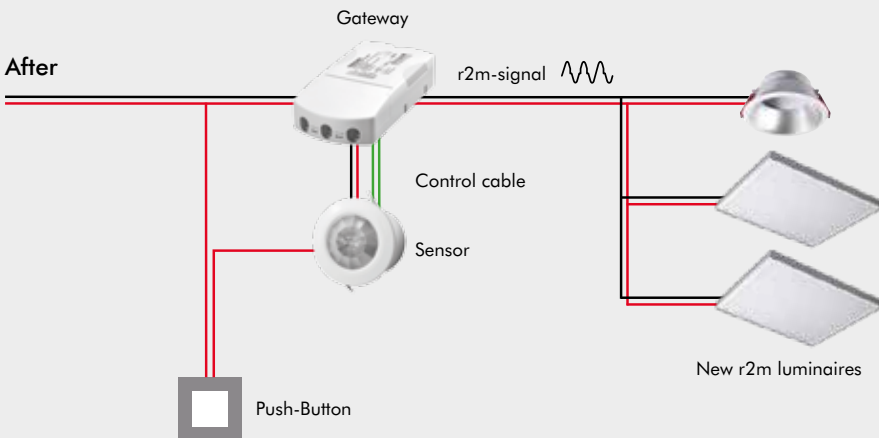 Gateway
After
r2m-signal
Control cable
Sensor
New r2m luminaires
Push-Button